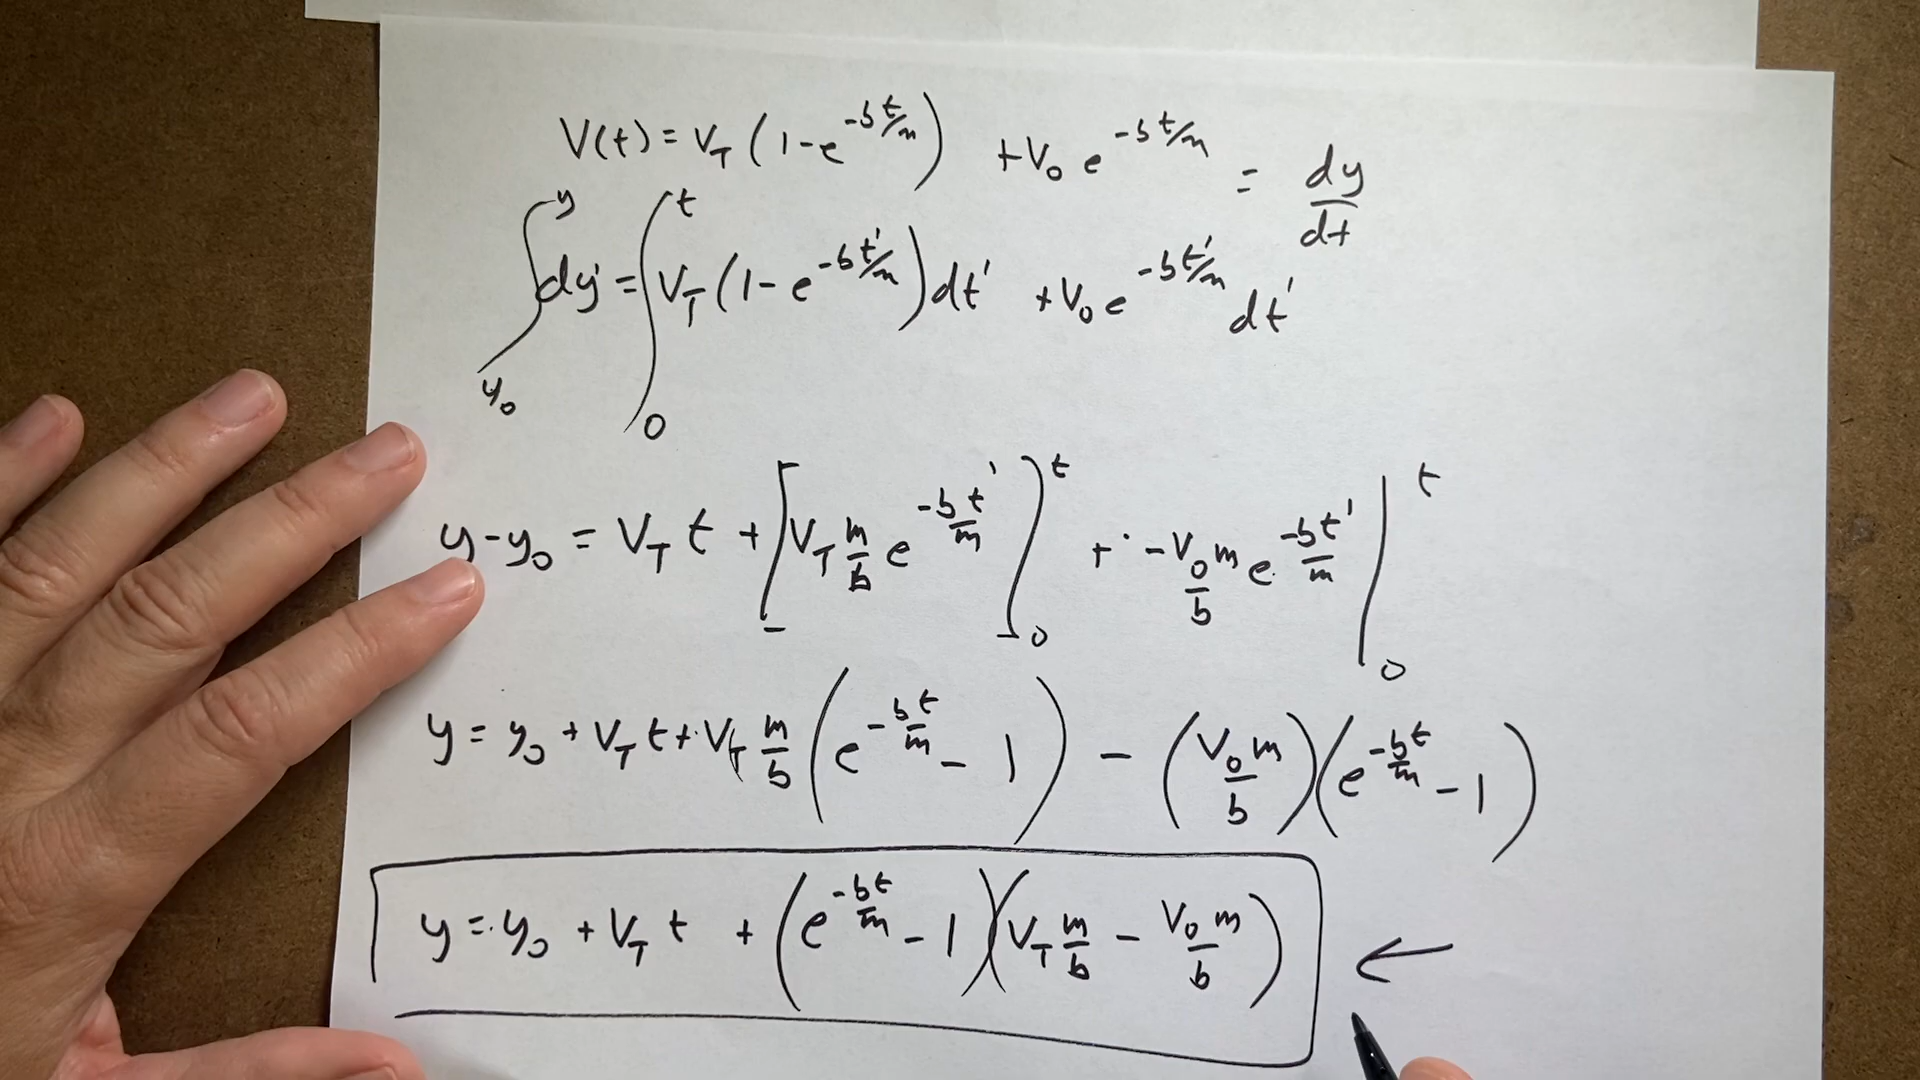 V(t) = V_T (1 - e^{-bt/m}) + V_0 e^{-bt/m} = dy/dt
∫_{y_0}^{y} dy' = ∫_0^t V_T (1 - e^{-bt'/m}) dt' + V_0 e^{-bt'/m} dt'
y - y_0 = V_T t + [V_T m/b e^{-bt'/m}]_0^t + · - V_0 m/b e^{-bt'/m} |_0^t
y = y_0 + V_T t + V_T m/b (e^{-bt/m} - 1) - (V_0 m/b)(e^{-bt/m} - 1)
y = y_0 + V_T t + (e^{-bt/m} - 1)(V_T m/b - V_0 m/b) ←